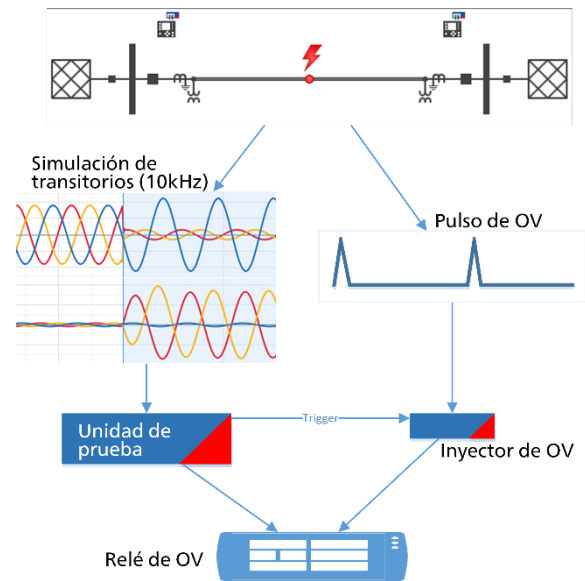 Simulación de
transitorios (10kHz)
Pulso de OV
Unidad de
prueba
Trigger
Inyector de OV
Relé de OV